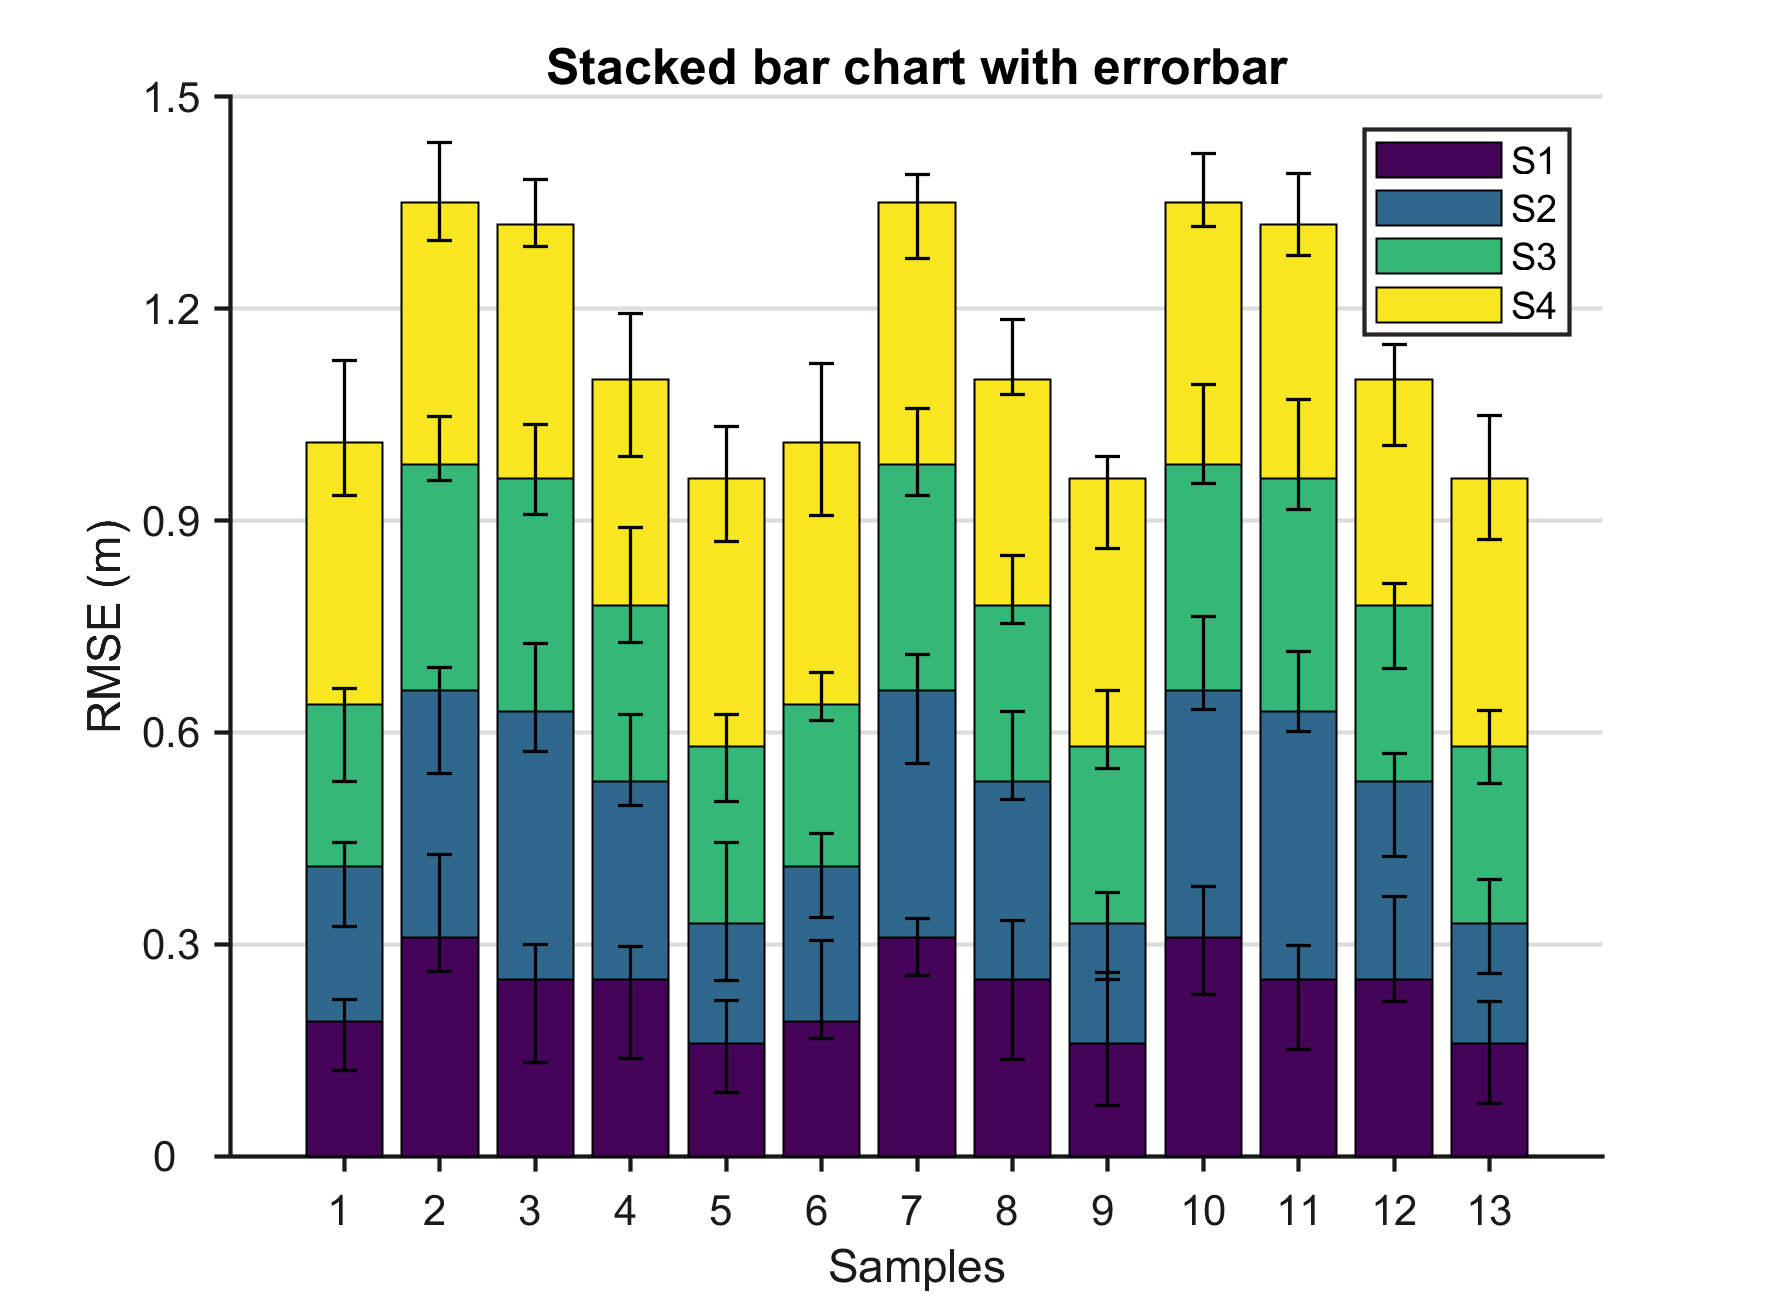 Stacked bar chart with errorbar
1.5
1.2
0.9
0.6
0.3
0
RMSE (m)
S1
S2
S3
S4
1 2 3 4 5 6 7 8 9 10 11 12 13
Samples